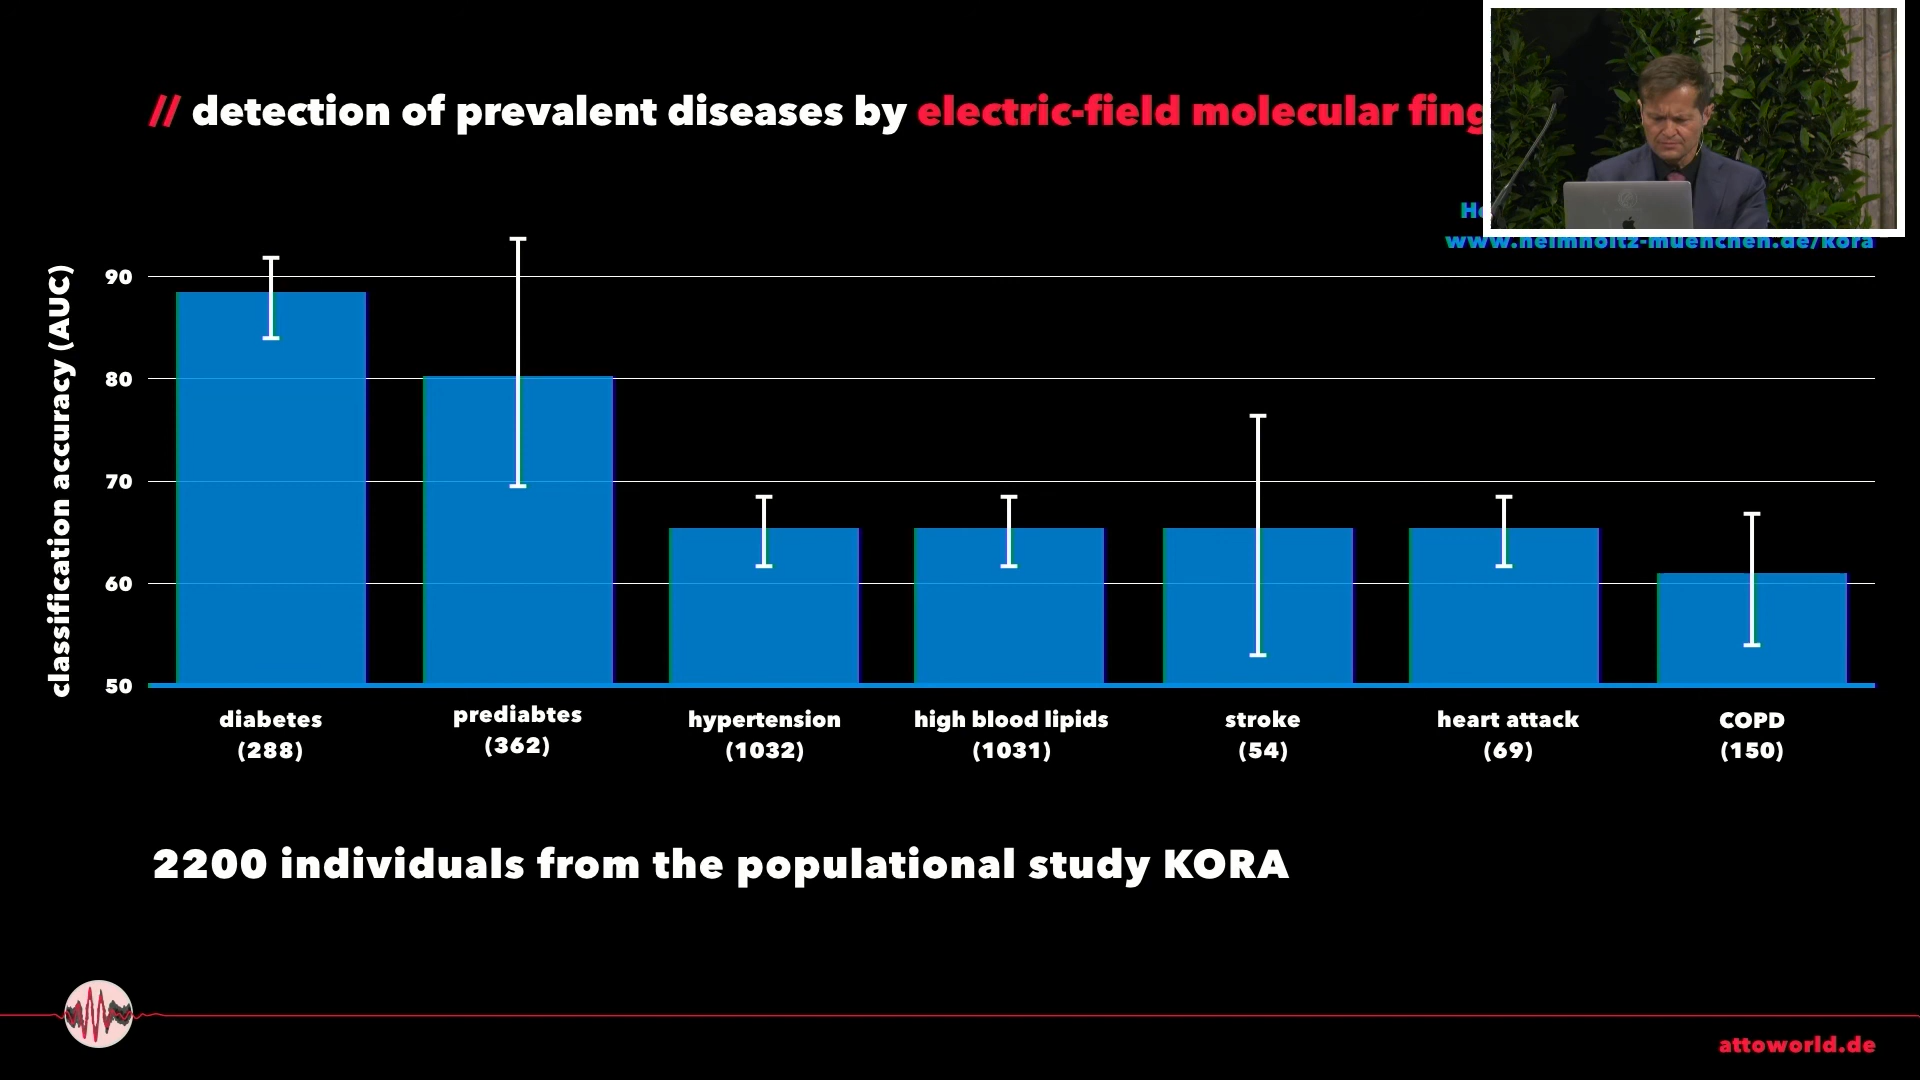 // detection of prevalent diseases by electric-field molecular
www.helmholtz-muenchen.de/kora
classification accuracy (AUC)
90
80
70
60
50
diabetes
(288)
prediabtes
(362)
hypertension
(1032)
high blood lipids
(1031)
stroke
(54)
heart attack
(69)
COPD
(150)
2200 individuals from the populational study KORA
attoworld.de